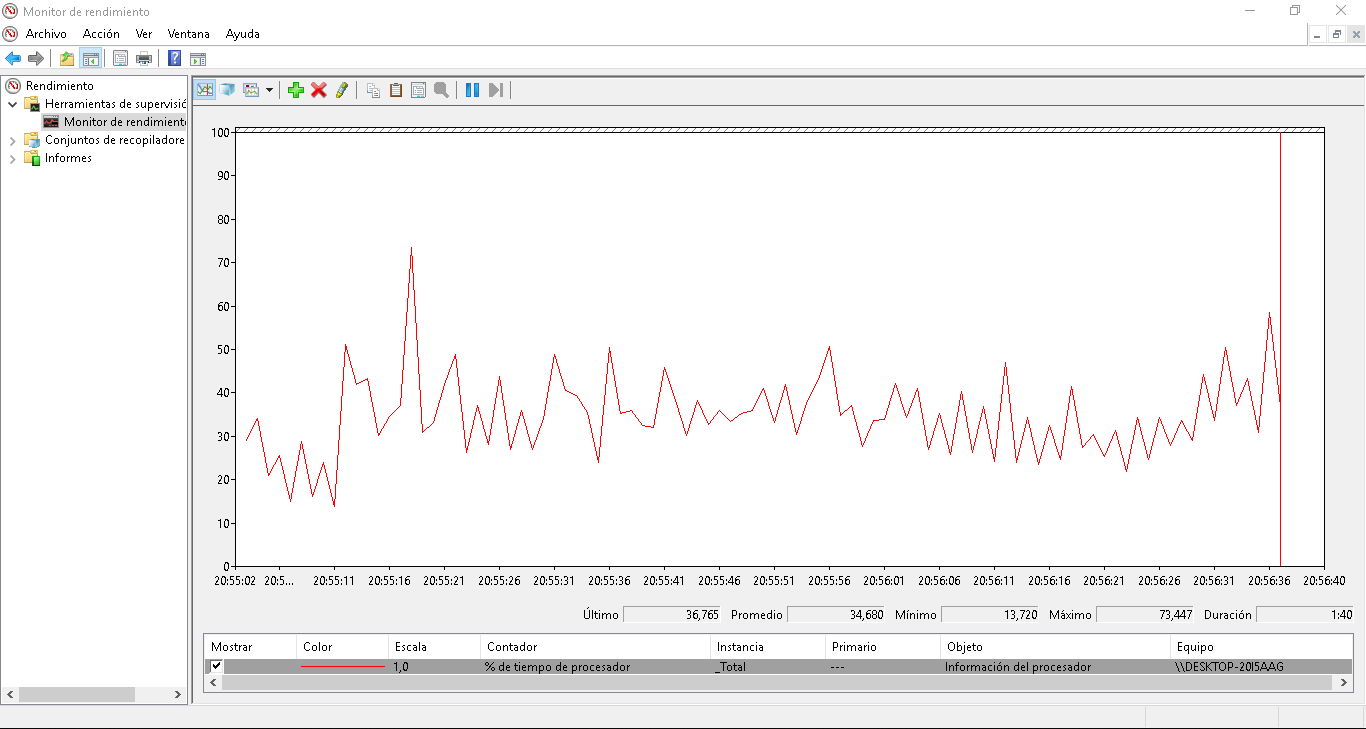 Monitor de rendimiento
Archivo Acción Ver Ventana Ayuda
Rendimiento
Herramientas de supervisió
Monitor de rendimiento
Conjuntos de recopiladore
Informes
100
90
80
70
60
50
40
30
20
10
0
20:55:02 20:5... 20:55:11 20:55:16 20:55:21 20:55:26 20:55:31 20:55:36 20:55:41 20:55:46 20:55:51 20:55:56 20:56:01 20:56:06 20:56:11 20:56:16 20:56:21 20:56:26 20:56:31 20:56:36 20:56:40
Último 36,765 Promedio 34,680 Mínimo 13,720 Máximo 73,447 Duración 1:40
Mostrar Color Escala Contador Instancia Primario Objeto Equipo
1,0 % de tiempo de procesador _Total --- Información del procesador \\DESKTOP-20I5AAG